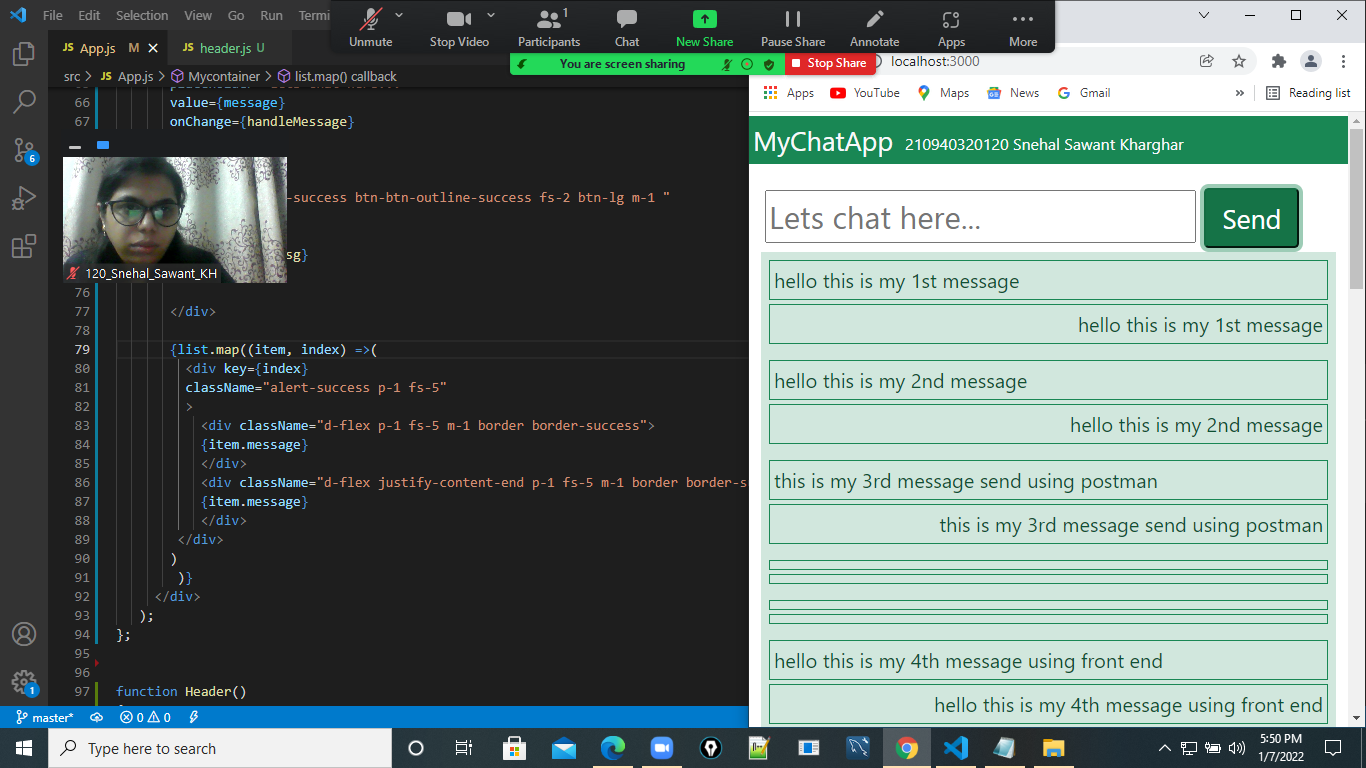 File Edit Selection View Go Run Termi
Unmute Stop Video Participants 1 Chat New Share Pause Share Annotate Apps More
You are screen sharing Stop Share
JS App.js M
JS header.js U
src > JS App.js > Mycontainer > list.map() callback
localhost:3000
Apps YouTube Maps News Gmail » Reading list
66 value={message}
67 onChange={handleMessage}
-success btn-btn-outline-success fs-2 btn-lg m-1 "
sg}
120_Snehal_Sawant_KH
76
77 </div>
78
79 {list.map((item, index) =>(
80 <div key={index}
81 className="alert-success p-1 fs-5"
82 >
83 <div className="d-flex p-1 fs-5 m-1 border border-success">
84 {item.message}
85 </div>
86 <div className="d-flex justify-content-end p-1 fs-5 m-1 border border-s
87 {item.message}
88 </div>
89 </div>
90 )
91 )}
92 </div>
93 );
94 };
95
96
97 function Header()
6
1
master* 0 0
MyChatApp 210940320120 Snehal Sawant Kharghar
Lets chat here...
Send
hello this is my 1st message
hello this is my 1st message
hello this is my 2nd message
hello this is my 2nd message
this is my 3rd message send using postman
this is my 3rd message send using postman
hello this is my 4th message using front end
hello this is my 4th message using front end
Type here to search
5:50 PM
1/7/2022